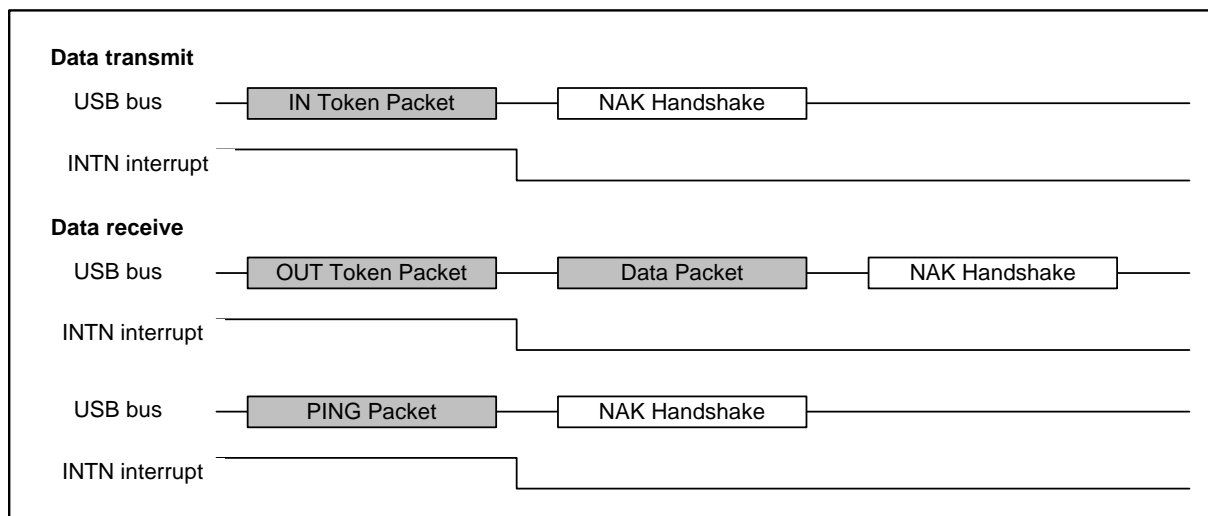 Data transmit
USB bus IN Token Packet NAK Handshake
INTN interrupt
Data receive
USB bus OUT Token Packet Data Packet NAK Handshake
INTN interrupt
USB bus PING Packet NAK Handshake
INTN interrupt